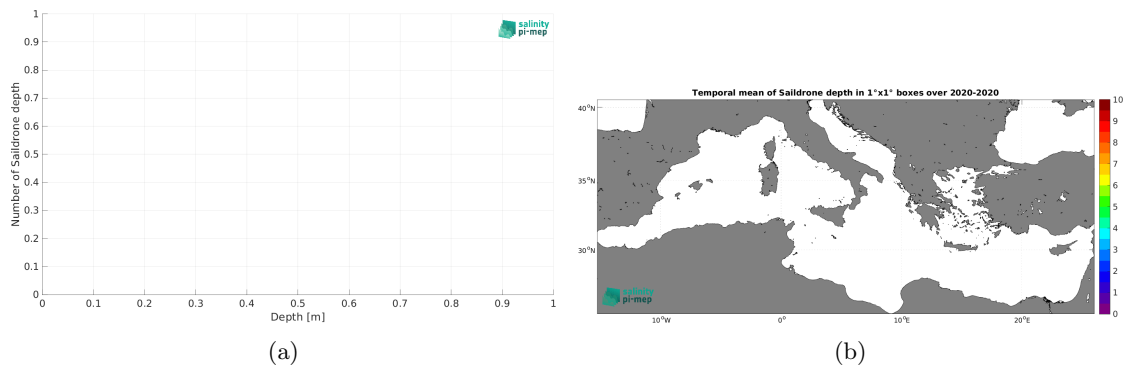 1
0.9
0.8
0.7
0.6
0.5
0.4
0.3
0.2
0.1
0
Number of Saildrone depth
0 0.1 0.2 0.3 0.4 0.5 0.6 0.7 0.8 0.9 1
Depth [m]
salinity
pi-mep
(a)
Temporal mean of Saildrone depth in 1°x1° boxes over 2020-2020
40°N
35°N
30°N
10°W 0° 10°E 20°E
salinity
pi-mep
10
9
8
7
6
5
4
3
2
1
0
(b)